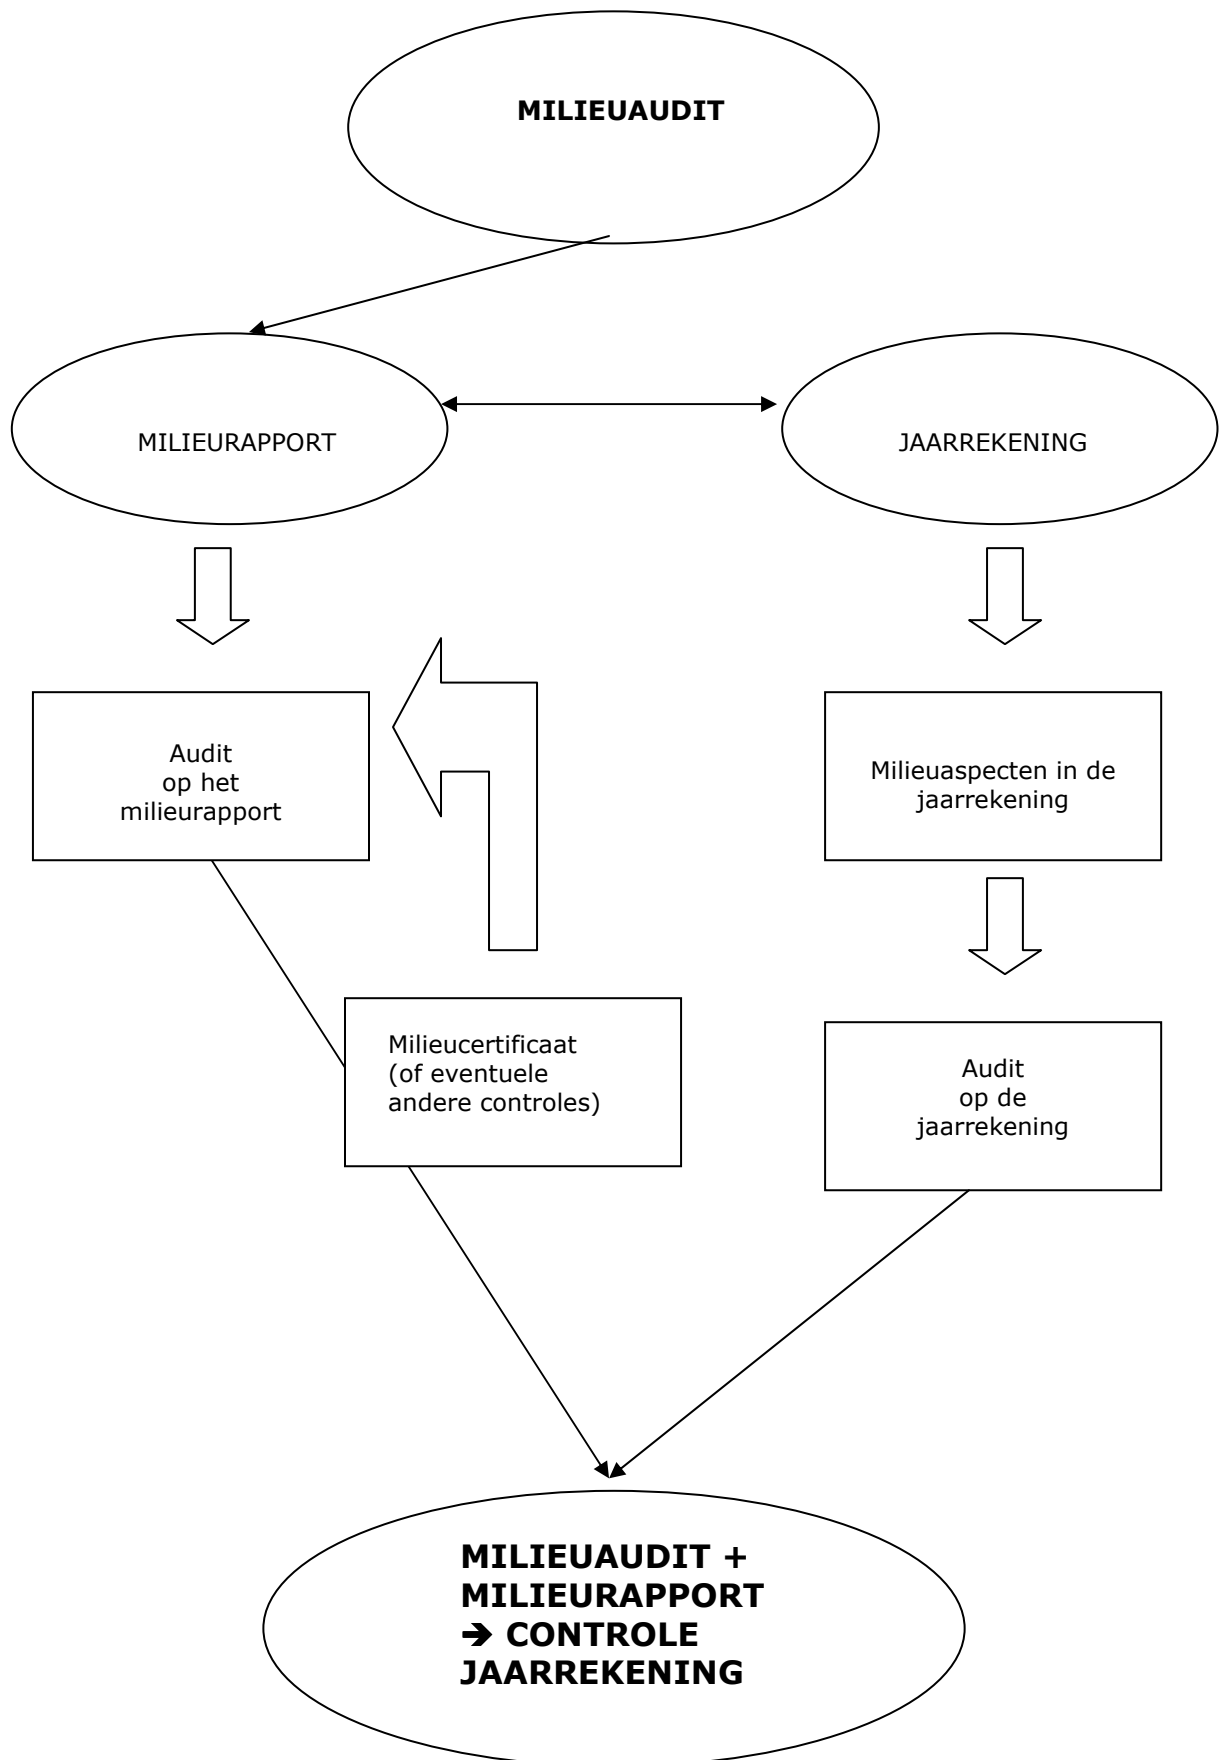 MILIEUAUDIT
MILIEURAPPORT
JAARREKENING
Audit
op het
milieurapport
Milieuaspecten in de
jaarrekening
Milieucertificaat
(of eventuele
andere controles)
Audit
op de
jaarrekening
MILIEUAUDIT +
MILIEURAPPORT
➔ CONTROLE
JAARREKENING